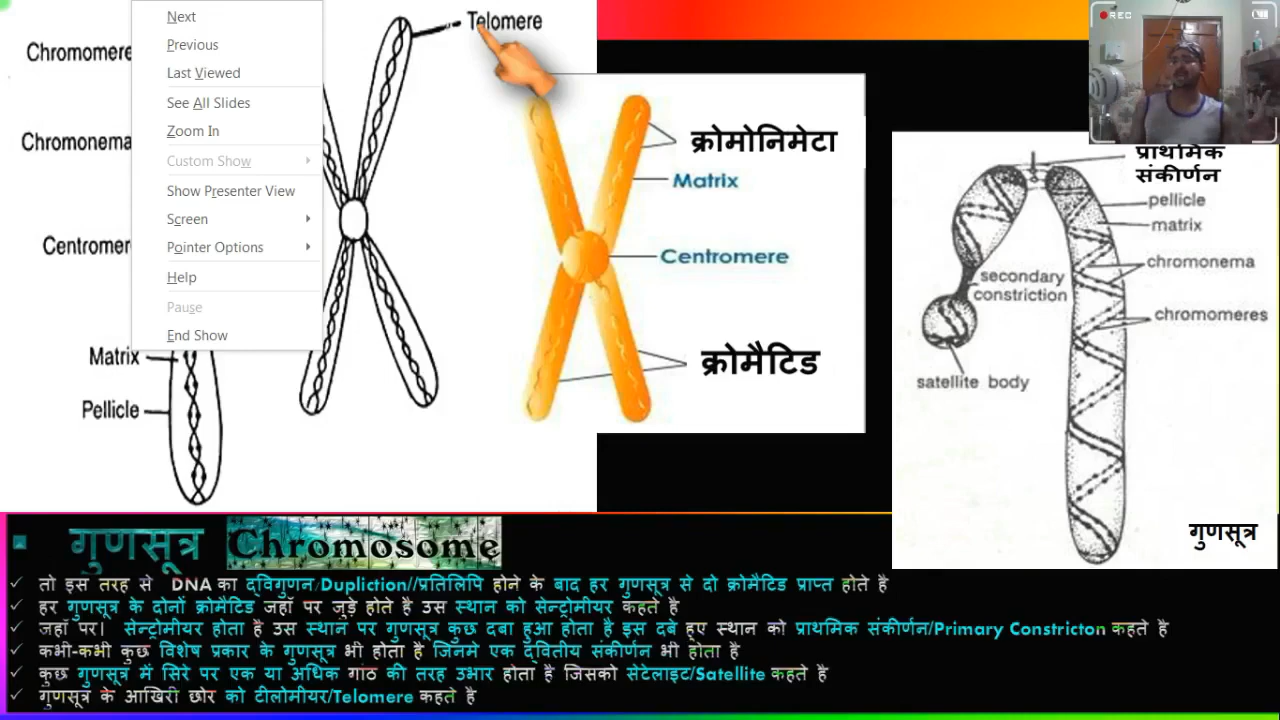 Next
Previous
Last Viewed
See All Slides
Zoom In
Custom Show
Show Presenter View
Screen
Pointer Options
Help
Pause
End Show
Chromomere
Chromonema
Centromer
Matrix
Pellicle
Telomere
क्रोमोनिमेटा
Matrix
Centromere
क्रोमैटिड
REC
प्राथमिक
संकीर्णन
pellicle
matrix
chromonema
chromomeres
secondary
constriction
satellite body
गुणसूत्र
गुणसूत्र Chromosome
तो इस तरह से DNA का द्विगुणन/Dupliction//प्रतिलिपि होने के बाद हर गुणसूत्र से दो क्रोमैटिड प्राप्त होते है
हर गुणसूत्र के दोनों क्रोमैटिड जहाँ पर जूड़े होते है उस स्थान को सेन्ट्रोमीयर कहते है
जहाँ पर। सेन्ट्रोमीयर होता है उस स्थान पर गुणसूत्र कुछ दबा हुआ होता है इस दबे हुए स्थान को प्राथमिक संकीर्णन/Primary Constricton कहते है
कभी-कभी कुछ विशेष प्रकार के गुणसूत्र भी होता है जिनमे एक द्वितीय संकीर्णन भी होता है
कुछ गुणसूत्र में सिरे पर एक या अधिक गांठ की तरह उभार होता है जिसको सेटेलाइट/Satellite कहते है
गुणसूत्र के आखिरी छोर को टीलोमीयर/Telomere कहते है